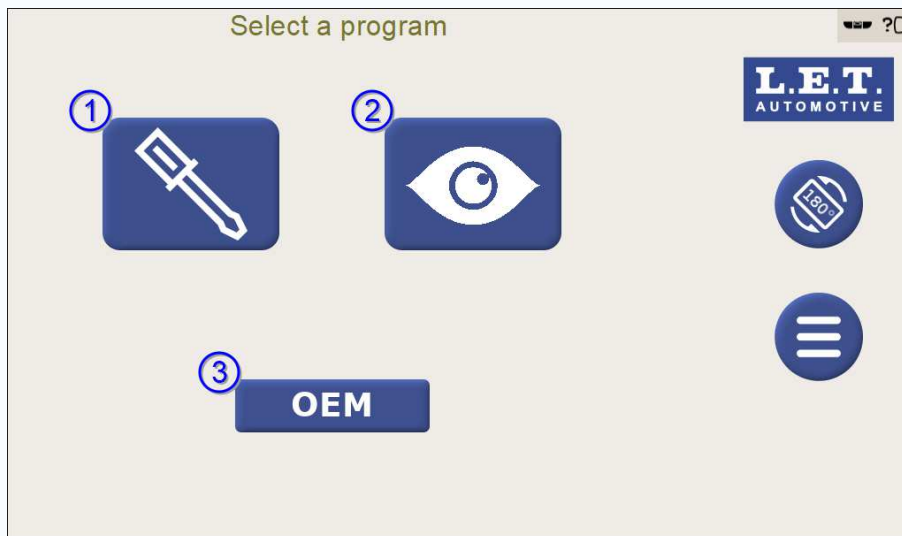 Select a program
?
L.E.T.
AUTOMOTIVE
1
2
180°
3
OEM